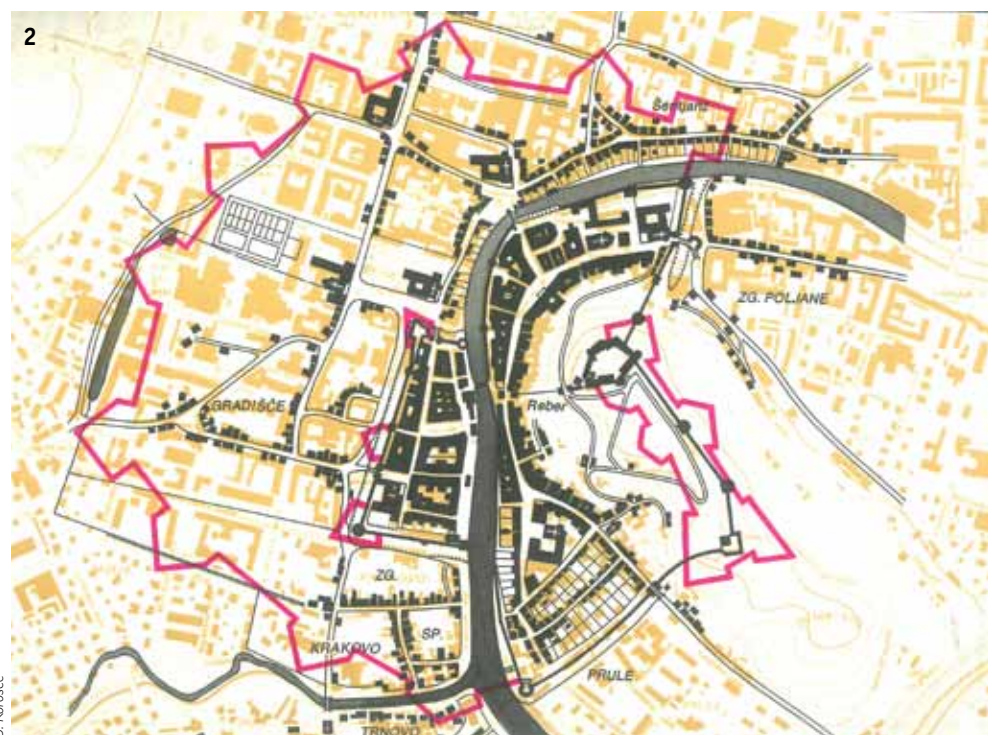 2
Šempeter
ZG. POLJANE
GRADIŠČE
Reber
ZG.
SP.
KRAKOVO
PRULE
TRNOVO